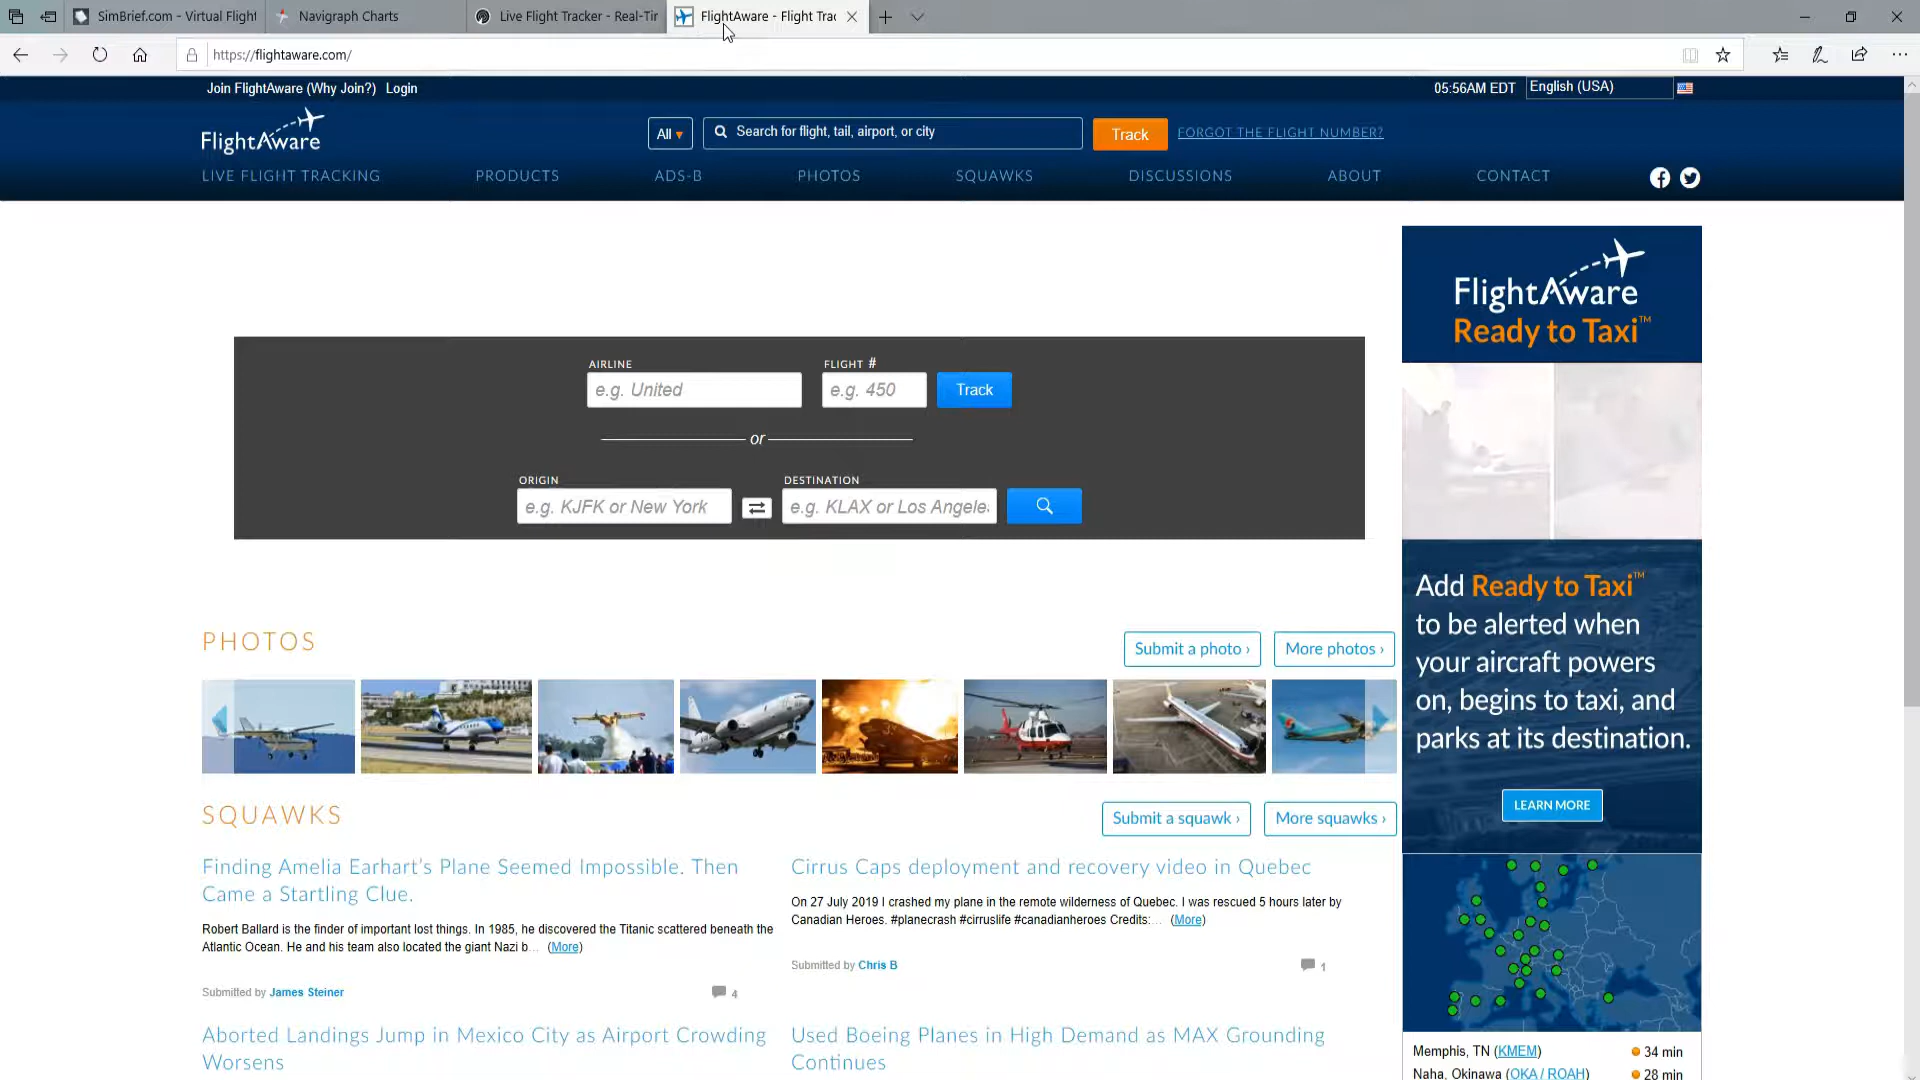 SimBrief.com - Virtual Flight
Navigraph Charts
Live Flight Tracker - Real-Tir
FlightAware - Flight Trac
https://flightaware.com/
Join FlightAware (Why Join?) Login
05:56AM EDT
English (USA)
FlightAware
All ▾
Search for flight, tail, airport, or city
Track
FORGOT THE FLIGHT NUMBER?
LIVE FLIGHT TRACKING
PRODUCTS
ADS-B
PHOTOS
SQUAWKS
DISCUSSIONS
ABOUT
CONTACT
FlightAware
Ready to Taxi™
AIRLINE
FLIGHT #
e.g. United
e.g. 450
Track
or
ORIGIN
DESTINATION
e.g. KJFK or New York
e.g. KLAX or Los Angele
Add Ready to Taxi™
to be alerted when
your aircraft powers
on, begins to taxi, and
parks at its destination.
LEARN MORE
PHOTOS
Submit a photo ›
More photos ›
SQUAWKS
Submit a squawk ›
More squawks ›
Finding Amelia Earhart's Plane Seemed Impossible. Then
Came a Startling Clue.
Robert Ballard is the finder of important lost things. In 1985, he discovered the Titanic scattered beneath the
Atlantic Ocean. He and his team also located the giant Nazi b... (More)
Submitted by James Steiner
4
Cirrus Caps deployment and recovery video in Quebec
On 27 July 2019 I crashed my plane in the remote wilderness of Quebec. I was rescued 5 hours later by
Canadian Heroes. #planecrash #cirruslife #canadianheroes Credits:... (More)
Submitted by Chris B
1
Aborted Landings Jump in Mexico City as Airport Crowding
Worsens
Used Boeing Planes in High Demand as MAX Grounding
Continues
Memphis, TN (KMEM)
34 min
Naha, Okinawa (OKA / ROAH)
28 min